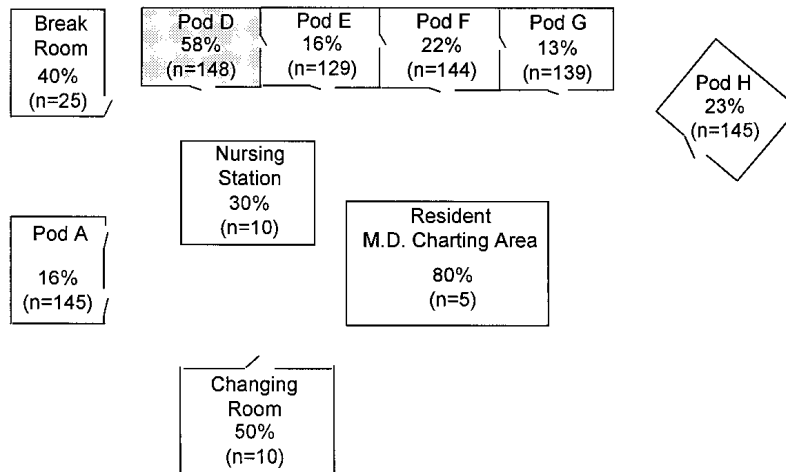 Break
Room
40%
(n=25)
Pod D
58%
(n=148)
Pod E
16%
(n=129)
Pod F
22%
(n=144)
Pod G
13%
(n=139)
Pod H
23%
(n=145)
Nursing
Station
30%
(n=10)
Resident
M.D. Charting Area
80%
(n=5)
Pod A
16%
(n=145)
Changing
Room
50%
(n=10)